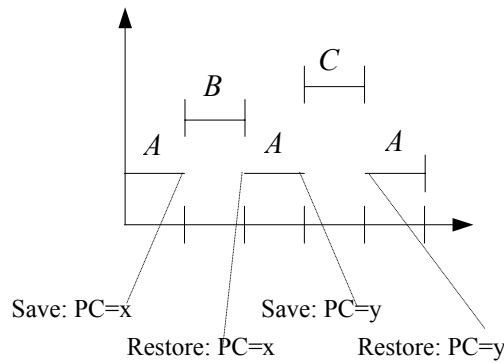 C
B
A
A
A
Save: PC=x
Save: PC=y
Restore: PC=x
Restore: PC=y